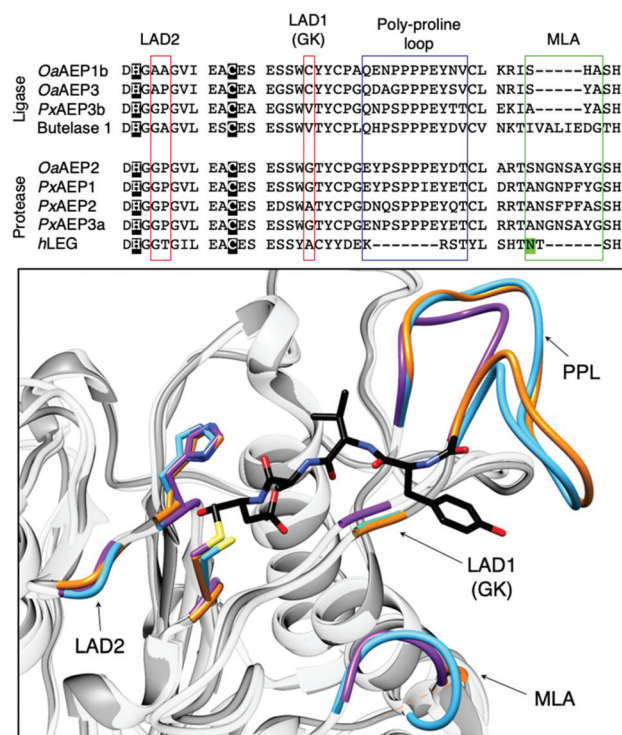 LAD2 LAD1 (GK) Poly-proline loop MLA
Ligase
OaAEP1b DHGAAGVI EACES ESSWCYYCPAQENPPPPEYNVCL KRIS-----HASH
OaAEP3 DHGAPGVI EACEA EGSWCYYCPGQDAGPPPEYSVCL KRIS-----YASH
PxAEP3b DHGGPGVL EACEA EGSWVTYCPGQNPSPPPEYTTCL KRIA-----YASH
Butelase 1 DHGGAGVL ESCES ESSWVTYCPLQHPSPPPEYDVCV NKTIVALIEDGTH
Protease
OaAEP2 DHGGPGVL EACES ESSWGTYCPGEYPSPPPEYDTCL ARTSNGNSAYGSH
PxAEP1 DHGGPGVL EACES ESSWGTYCPGEYPSPPIEYETCL DRTANGNPFYGSH
PxAEP2 DHGGPGVL EACES EDSWATYCPGDNQSPPPEYQTCL RRTANSFPFASSH
PxAEP3a DHGGPGVL EACES ESSWGTYCPGENPSPPPEYETCL RRTANGNSAYGSH
hLEG DHGGTGIL EACES ESSYACYYDEK-------RSTYL SHTNT------SH
PPL
LAD1
(GK)
LAD2
MLA